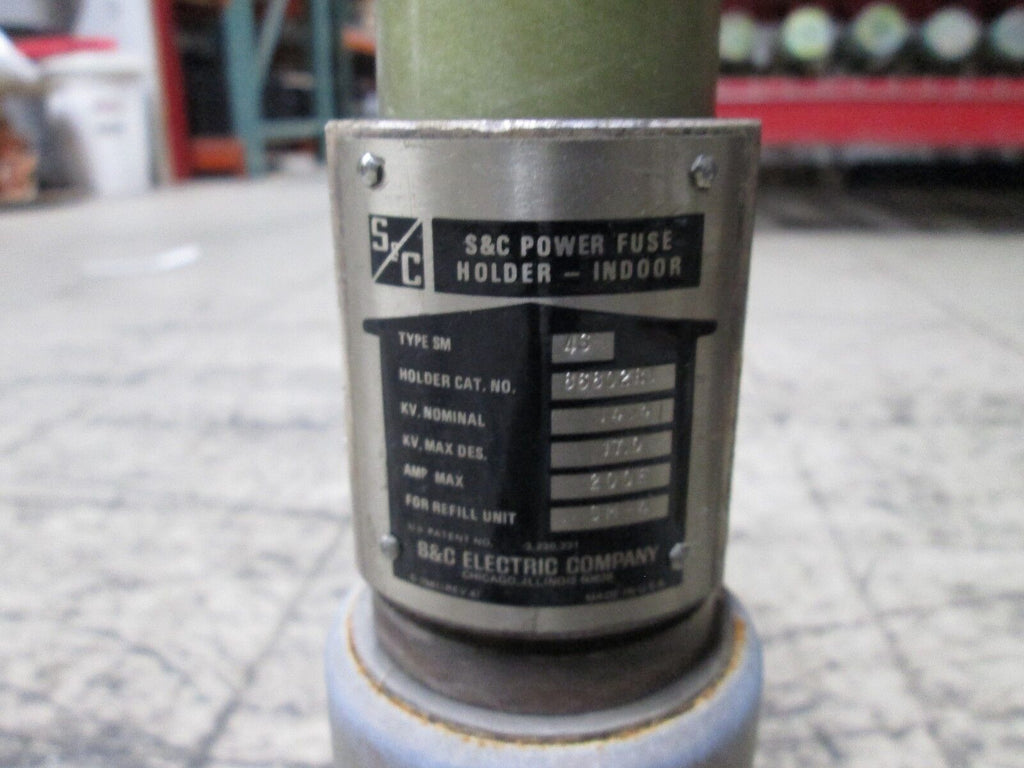 S&C
S&C POWER FUSE
HOLDER – INDOOR
TYPE SM 4S
HOLDER CAT. NO.
KV, NOMINAL
KV, MAX DES. 17.0
AMP MAX 200E
FOR REFILL UNIT
U.S. PATENT NO.
S&C ELECTRIC COMPANY
CHICAGO, ILLINOIS
MADE IN U.S.A.